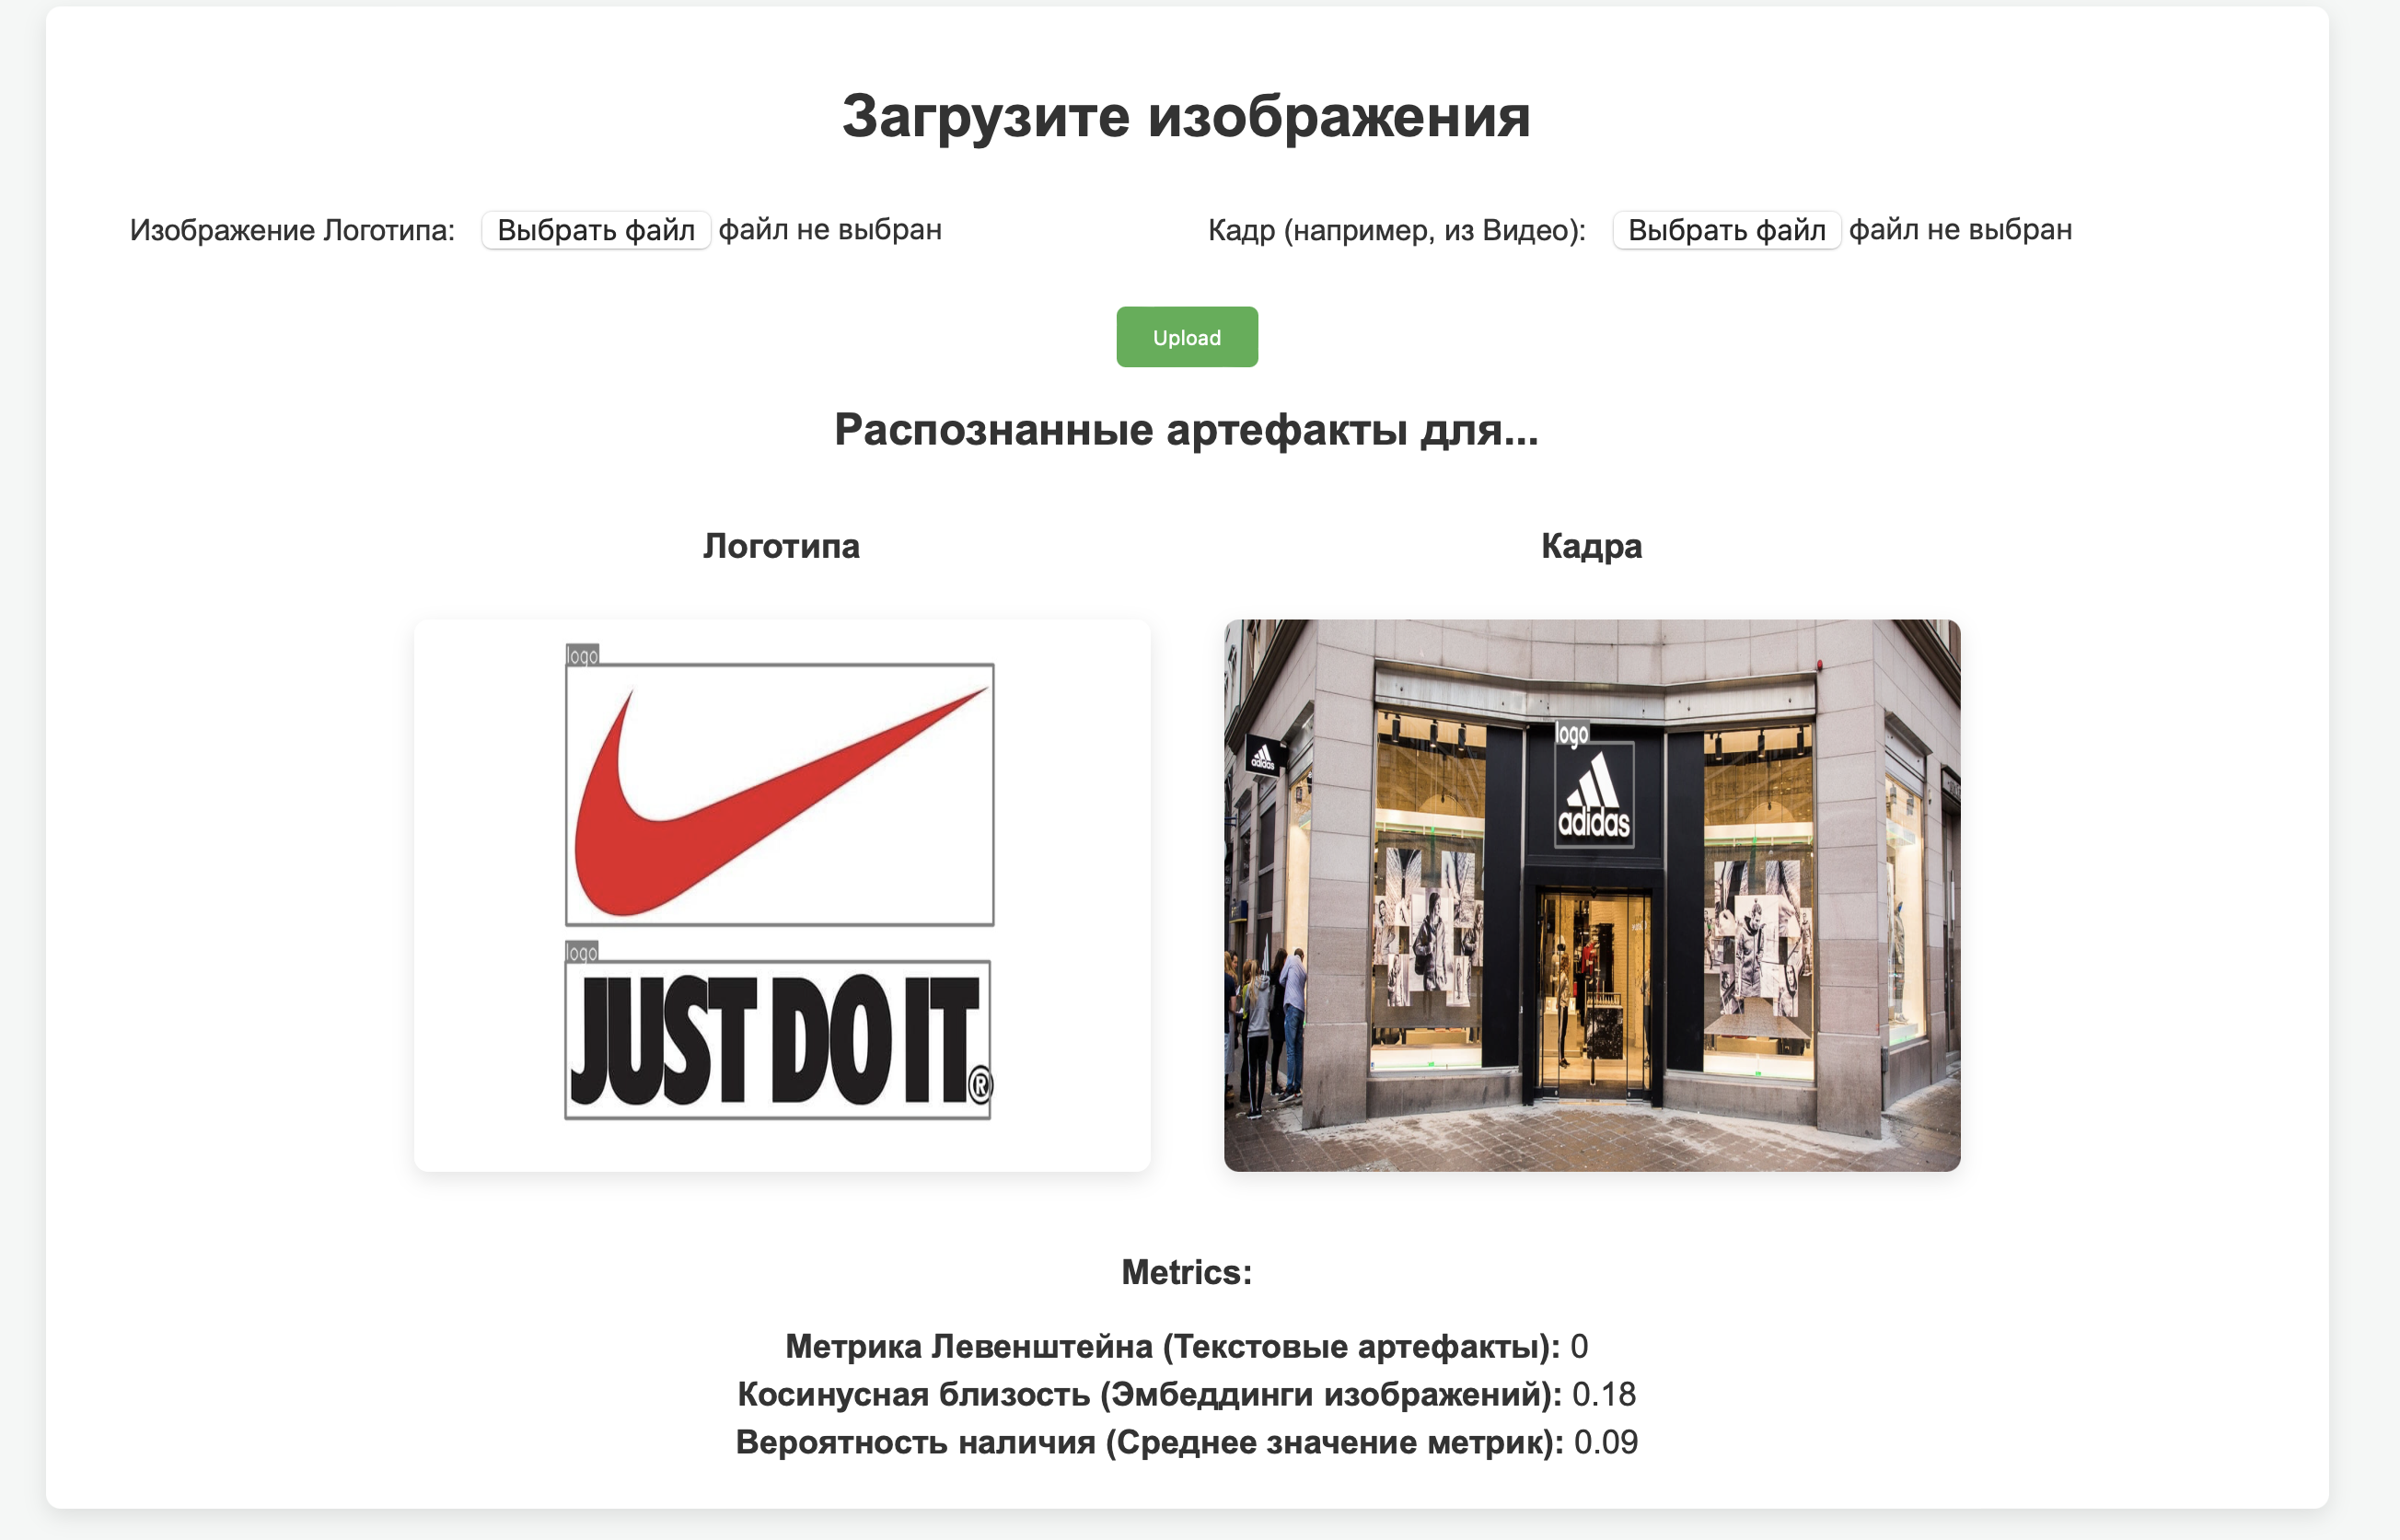 Загрузите изображения
Изображение Логотипа: Выбрать файл файл не выбран
Кадр (например, из Видео): Выбрать файл файл не выбран
Upload
Распознанные артефакты для...
Логотипа
Кадра
logo
logo
JUST DO IT®
adidas
logo
adidas
Metrics:
Метрика Левенштейна (Текстовые артефакты): 0
Косинусная близость (Эмбеддинги изображений): 0.18
Вероятность наличия (Среднее значение метрик): 0.09